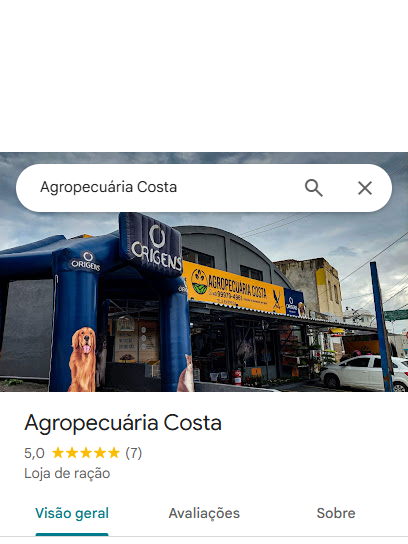 Agropecuária Costa
ORIGENS
ORIGENS
AGROPECUÁRIA COSTA
ORIGENS
Agropecuária Costa
5,0 (7)
Loja de ração
Visão geral
Avaliações
Sobre